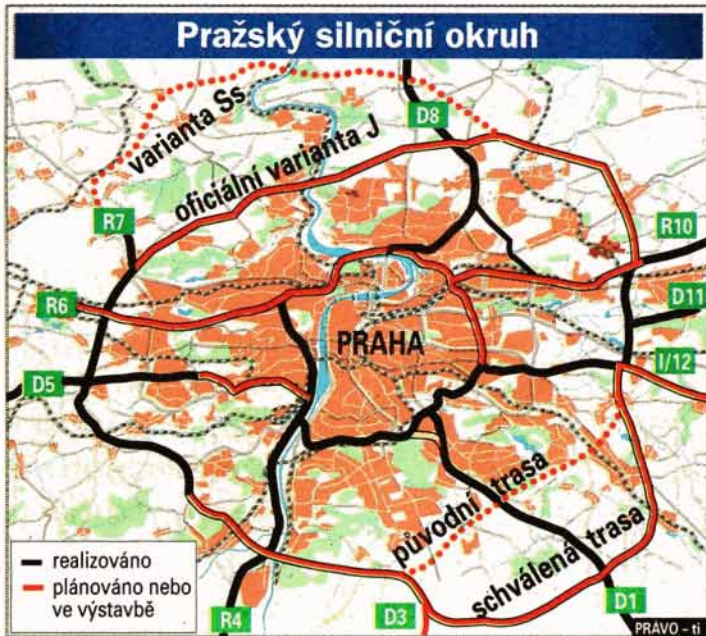 Pražský silniční okruh
varianta Ss
D8
oficiální varianta J
R7
R10
R6
D11
PRAHA
I/12
D5
původní trasa
schválená trasa
realizováno
plánováno nebo
ve výstavbě
R4
D3
D1
PRÁVO – ti